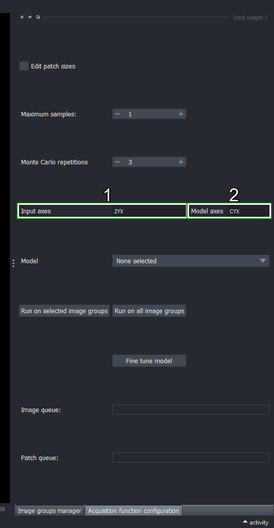 Dock widget 2
Edit patch sizes
Maximum samples: − 1 +
Monte Carlo repetitions − 3 +
1 2
Input axes ZYX Model axes CYX
Model None selected
Run on selected image groups Run on all image groups
Fine tune model
Image queue:
Patch queue:
Image groups manager Acquisition function configuration
activity